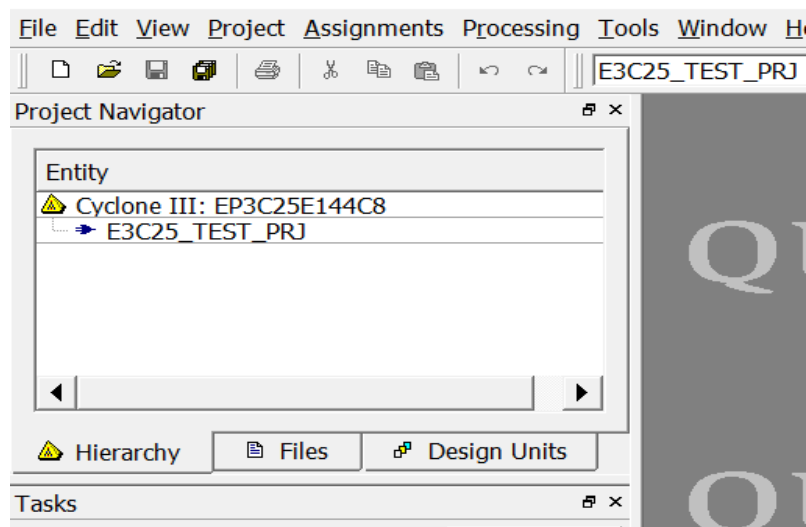 File Edit View Project Assignments Processing Tools Window
E3C25_TEST_PRJ
Project Navigator
Entity
Cyclone III: EP3C25E144C8
E3C25_TEST_PRJ
Hierarchy Files Design Units
Tasks